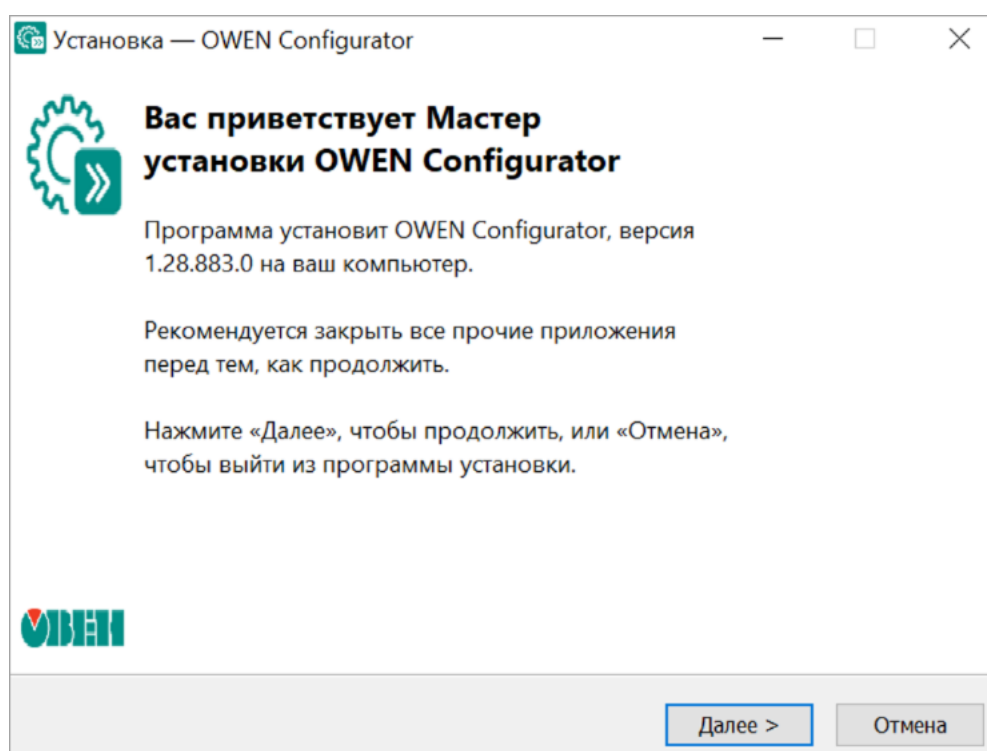 Установка — OWEN Configurator
Вас приветствует Мастер
установки OWEN Configurator
Программа установит OWEN Configurator, версия
1.28.883.0 на ваш компьютер.
Рекомендуется закрыть все прочие приложения
перед тем, как продолжить.
Нажмите «Далее», чтобы продолжить, или «Отмена»,
чтобы выйти из программы установки.
ОВЕН
Далее >
Отмена